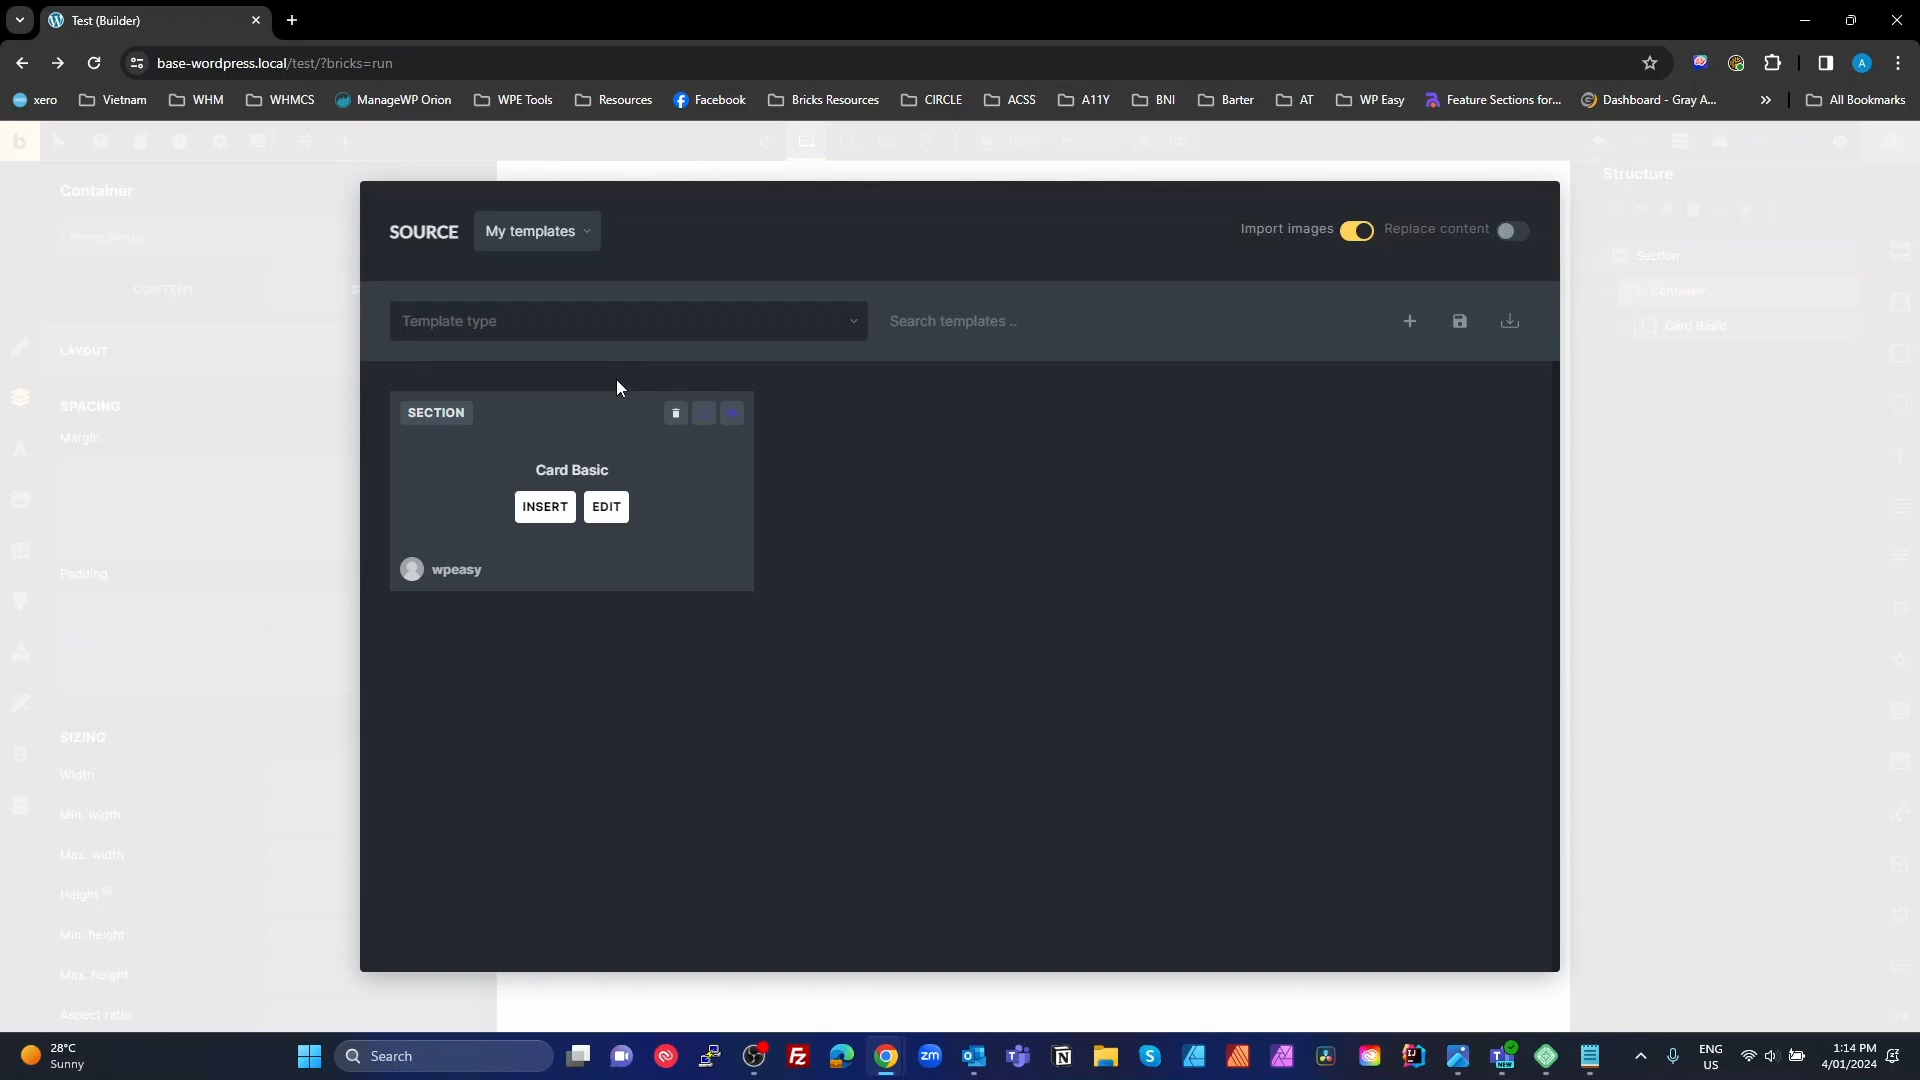 Test (Builder)
base-wordpress.local/test/?bricks=run
xero
Vietnam
WHM
WHMCS
ManageWP Orion
WPE Tools
Resources
Facebook
Bricks Resources
CIRCLE
ACSS
A11Y
BNI
Barter
AT
WP Easy
Feature Sections for...
Dashboard - Gray A...
All Bookmarks
Container
Structure
SOURCE
My templates
Import images
Replace content
Section
Container
Card Basic
CONTENT
Template type
Search templates ..
LAYOUT
SPACING
Margin
SECTION
Card Basic
INSERT
EDIT
wpeasy
Padding
SIZING
Width
Min. width
Max. width
Height
Min. height
Max. height
Aspect ratio
28°C
Sunny
Search
ENG
US
1:14 PM
4/01/2024